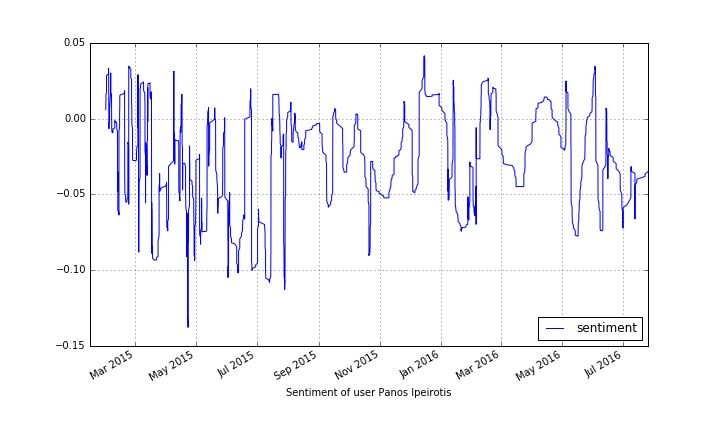 0.05
0.00
−0.05
−0.10
−0.15
Mar 2015
May 2015
Jul 2015
Sep 2015
Nov 2015
Jan 2016
Mar 2016
May 2016
Jul 2016
sentiment
Sentiment of user Panos Ipeirotis